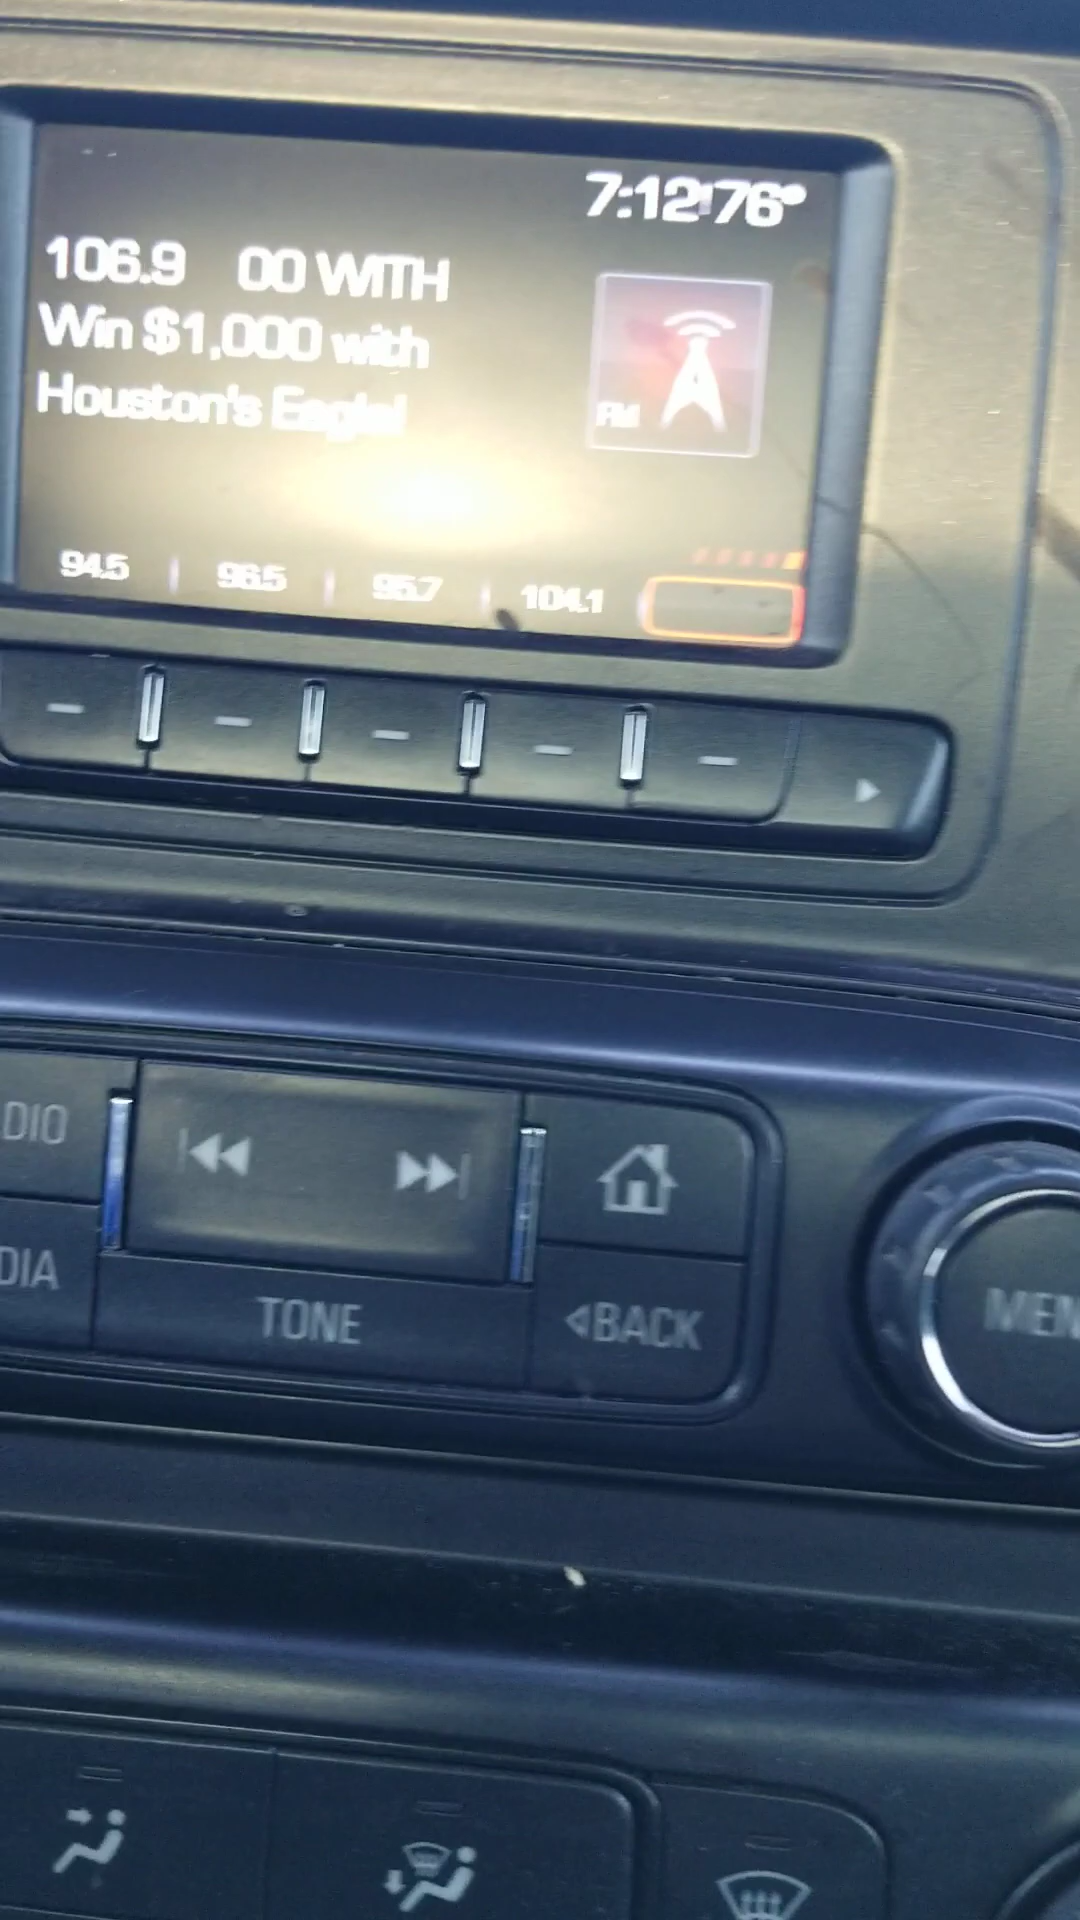 7:12 76°
106.9 00 WITH
Win $1,000 with
Houston's Eagle!
FM
94.5 96.5 95.7 104.1
DIO
DIA
TONE
BACK
MEN